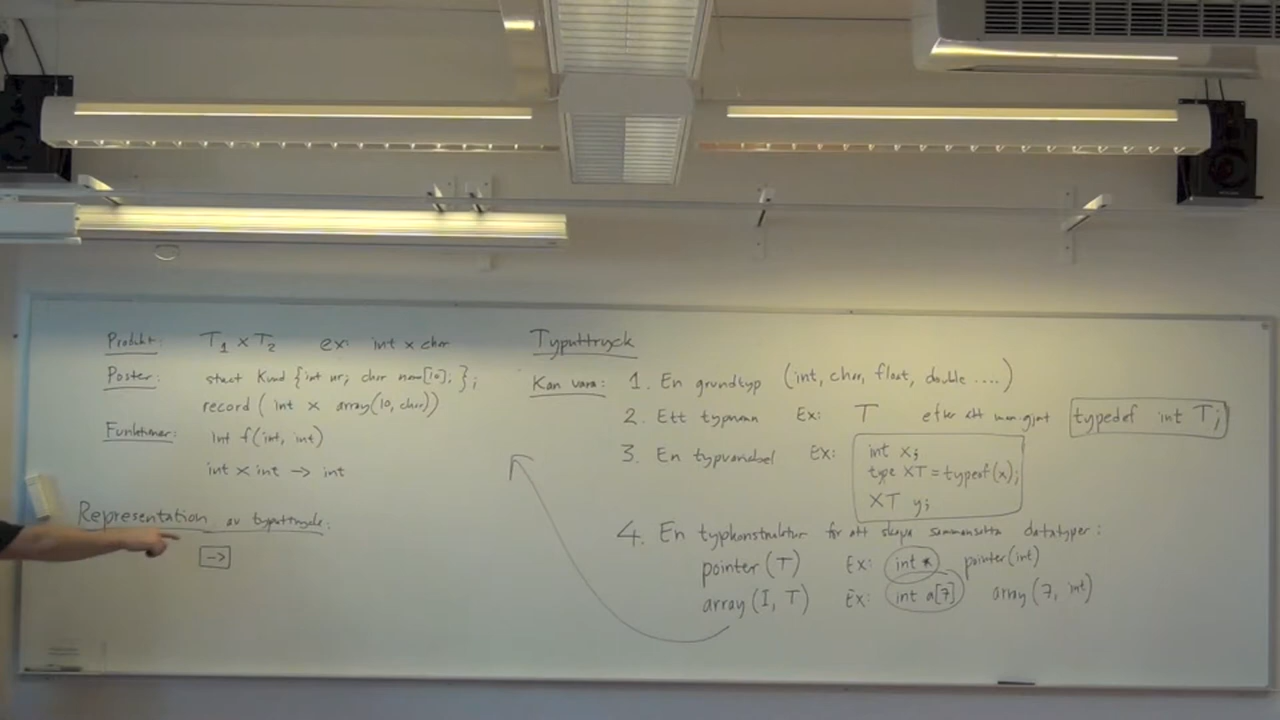 Typuttryck
Kan vara: 1. En grundtyp (int, char, float, double ....)
2. Ett typnamn Ex: T efter att man gjort typedef int T;
3. En typvariabel Ex: int x;
type XT = typeof(x);
XT y;
4. En typkonstruktur för att skapa sammansatta datatyper:
pointer (T) Ex: int * pointer(int)
array (I, T) Ex: int a[7] array (7, int)
Produkt: T1 x T2 ex: int x char
Poster: struct Kund {int nr; char namn[10]; };
record ( int x array(10, char))
Funktioner: int f(int, int)
int x int -> int
Representation av typuttryck:
->